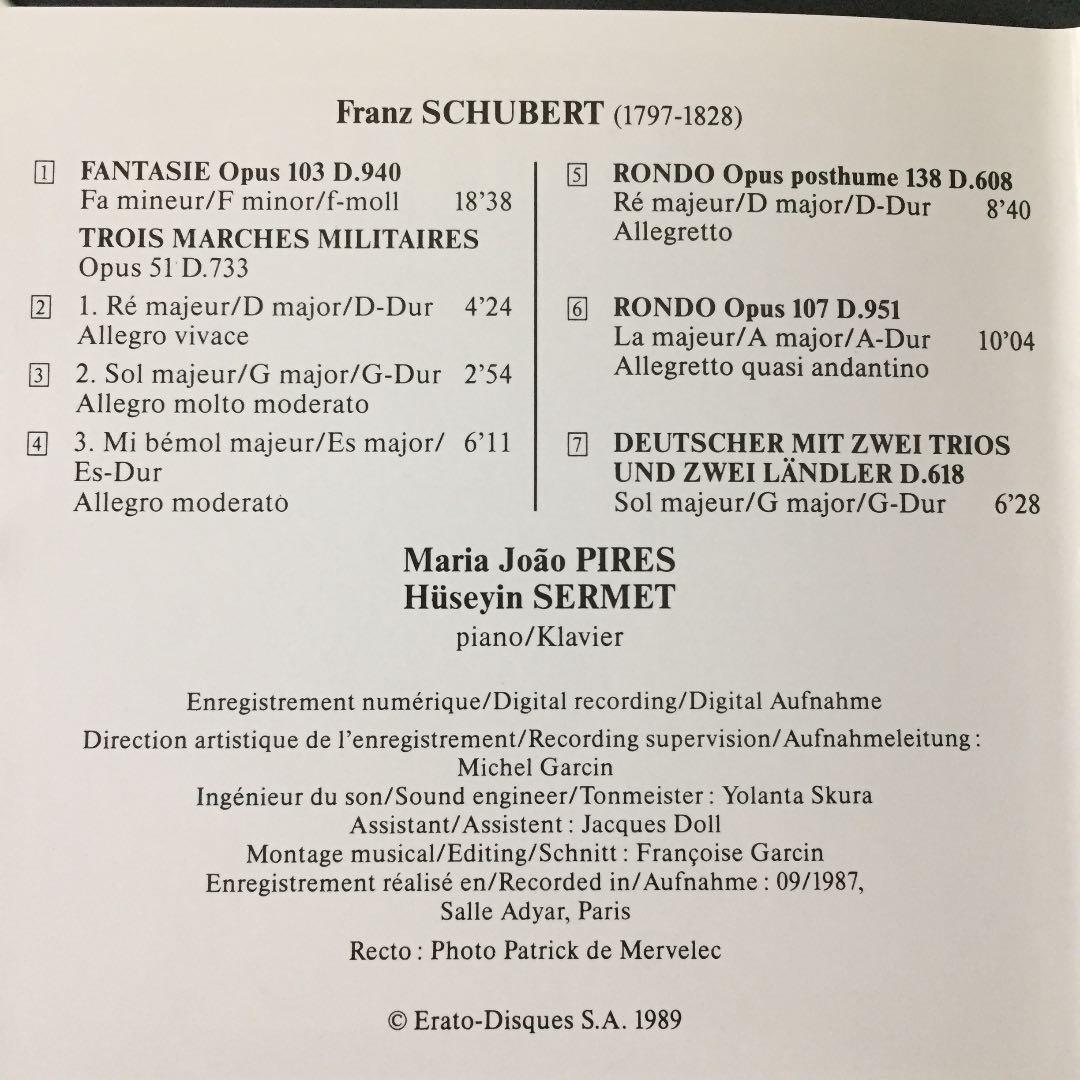 Franz SCHUBERT (1797-1828)
1 FANTASIE Opus 103 D.940
Fa mineur/F minor/f-moll 18'38
TROIS MARCHES MILITAIRES
Opus 51 D.733
2 1. Ré majeur/D major/D-Dur 4'24
Allegro vivace
3 2. Sol majeur/G major/G-Dur 2'54
Allegro molto moderato
4 3. Mi bémol majeur/Es major/ 6'11
Es-Dur
Allegro moderato
5 RONDO Opus posthume 138 D.608
Ré majeur/D major/D-Dur 8'40
Allegretto
6 RONDO Opus 107 D.951
La majeur/A major/A-Dur 10'04
Allegretto quasi andantino
7 DEUTSCHER MIT ZWEI TRIOS
UND ZWEI LÄNDLER D.618
Sol majeur/G major/G-Dur 6'28
Maria João PIRES
Hüseyin SERMET
piano/Klavier
Enregistrement numérique/Digital recording/Digital Aufnahme
Direction artistique de l'enregistrement/Recording supervision/Aufnahmeleitung :
Michel Garcin
Ingénieur du son/Sound engineer/Tonmeister : Yolanta Skura
Assistant/Assistent : Jacques Doll
Montage musical/Editing/Schnitt : Françoise Garcin
Enregistrement réalisé en/Recorded in/Aufnahme : 09/1987,
Salle Adyar, Paris
Recto : Photo Patrick de Mervelec
© Erato-Disques S.A. 1989